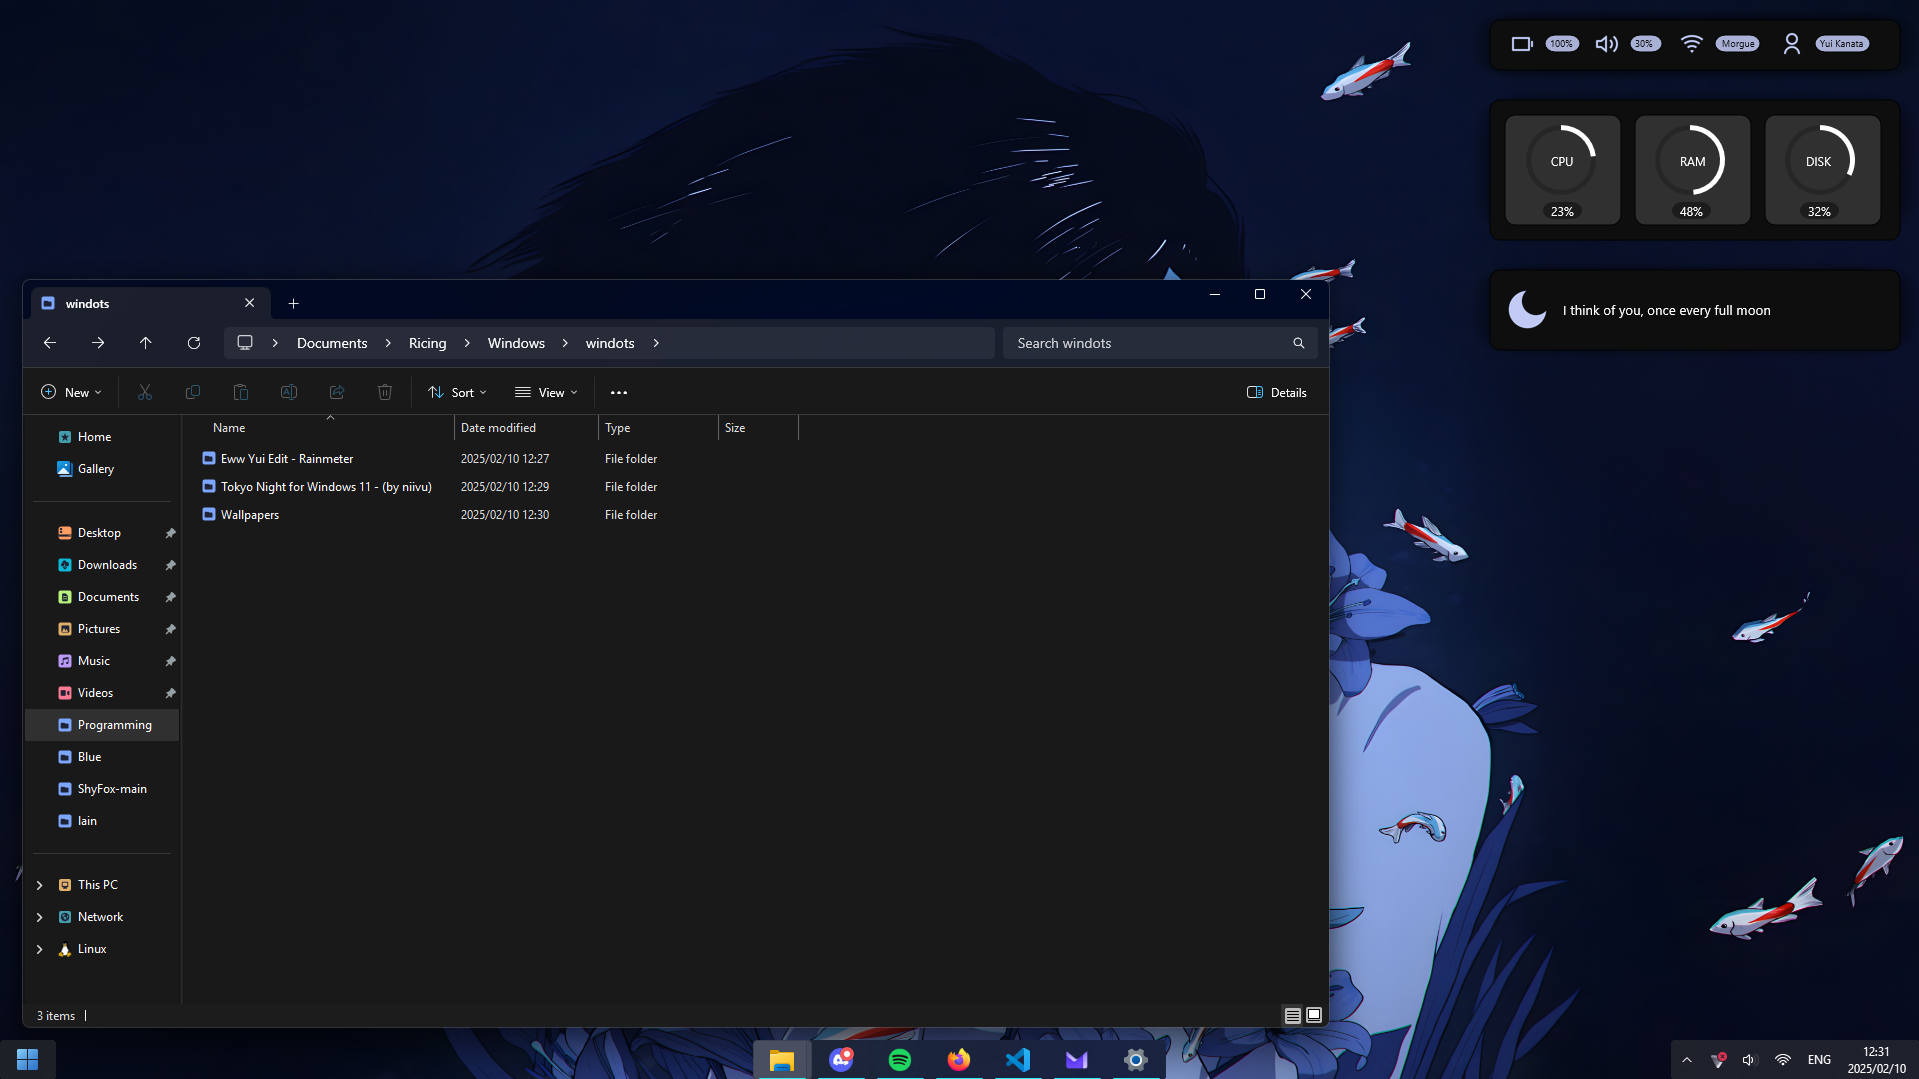 100% 30% Morgue Yui Kanata
CPU RAM DISK
23% 48% 32%
I think of you, once every full moon
windots
Documents Ricing Windows windots
Search windots
New Sort View Details
Name Date modified Type Size
Eww Yui Edit - Rainmeter 2025/02/10 12:27 File folder
Tokyo Night for Windows 11 - (by niivu) 2025/02/10 12:29 File folder
Wallpapers 2025/02/10 12:30 File folder
Home
Gallery
Desktop
Downloads
Documents
Pictures
Music
Videos
Programming
Blue
ShyFox-main
lain
This PC
Network
Linux
3 items
ENG
12:31
2025/02/10